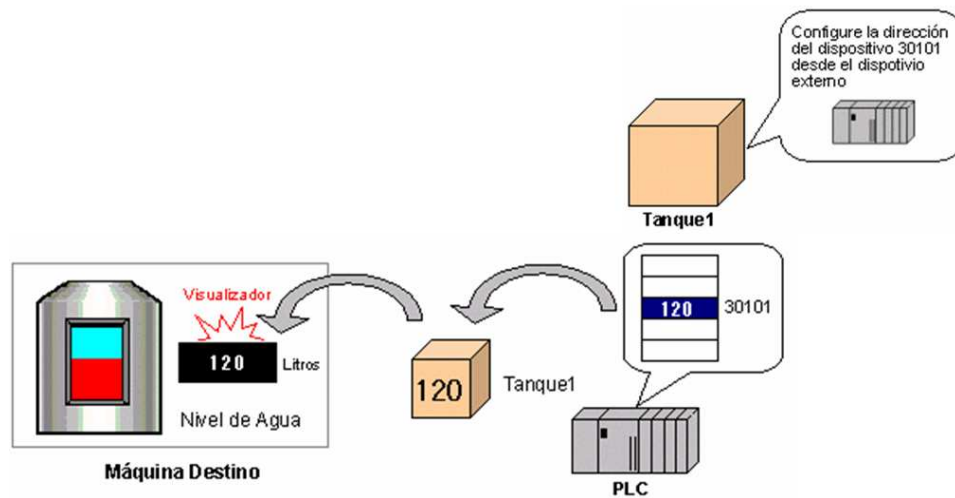 Configure la dirección
del dispositivo 30101
desde el dispotivio
externo
Tanque1
Visualizador
120
Litros
Nivel de Agua
Máquina Destino
120
Tanque1
120
30101
PLC